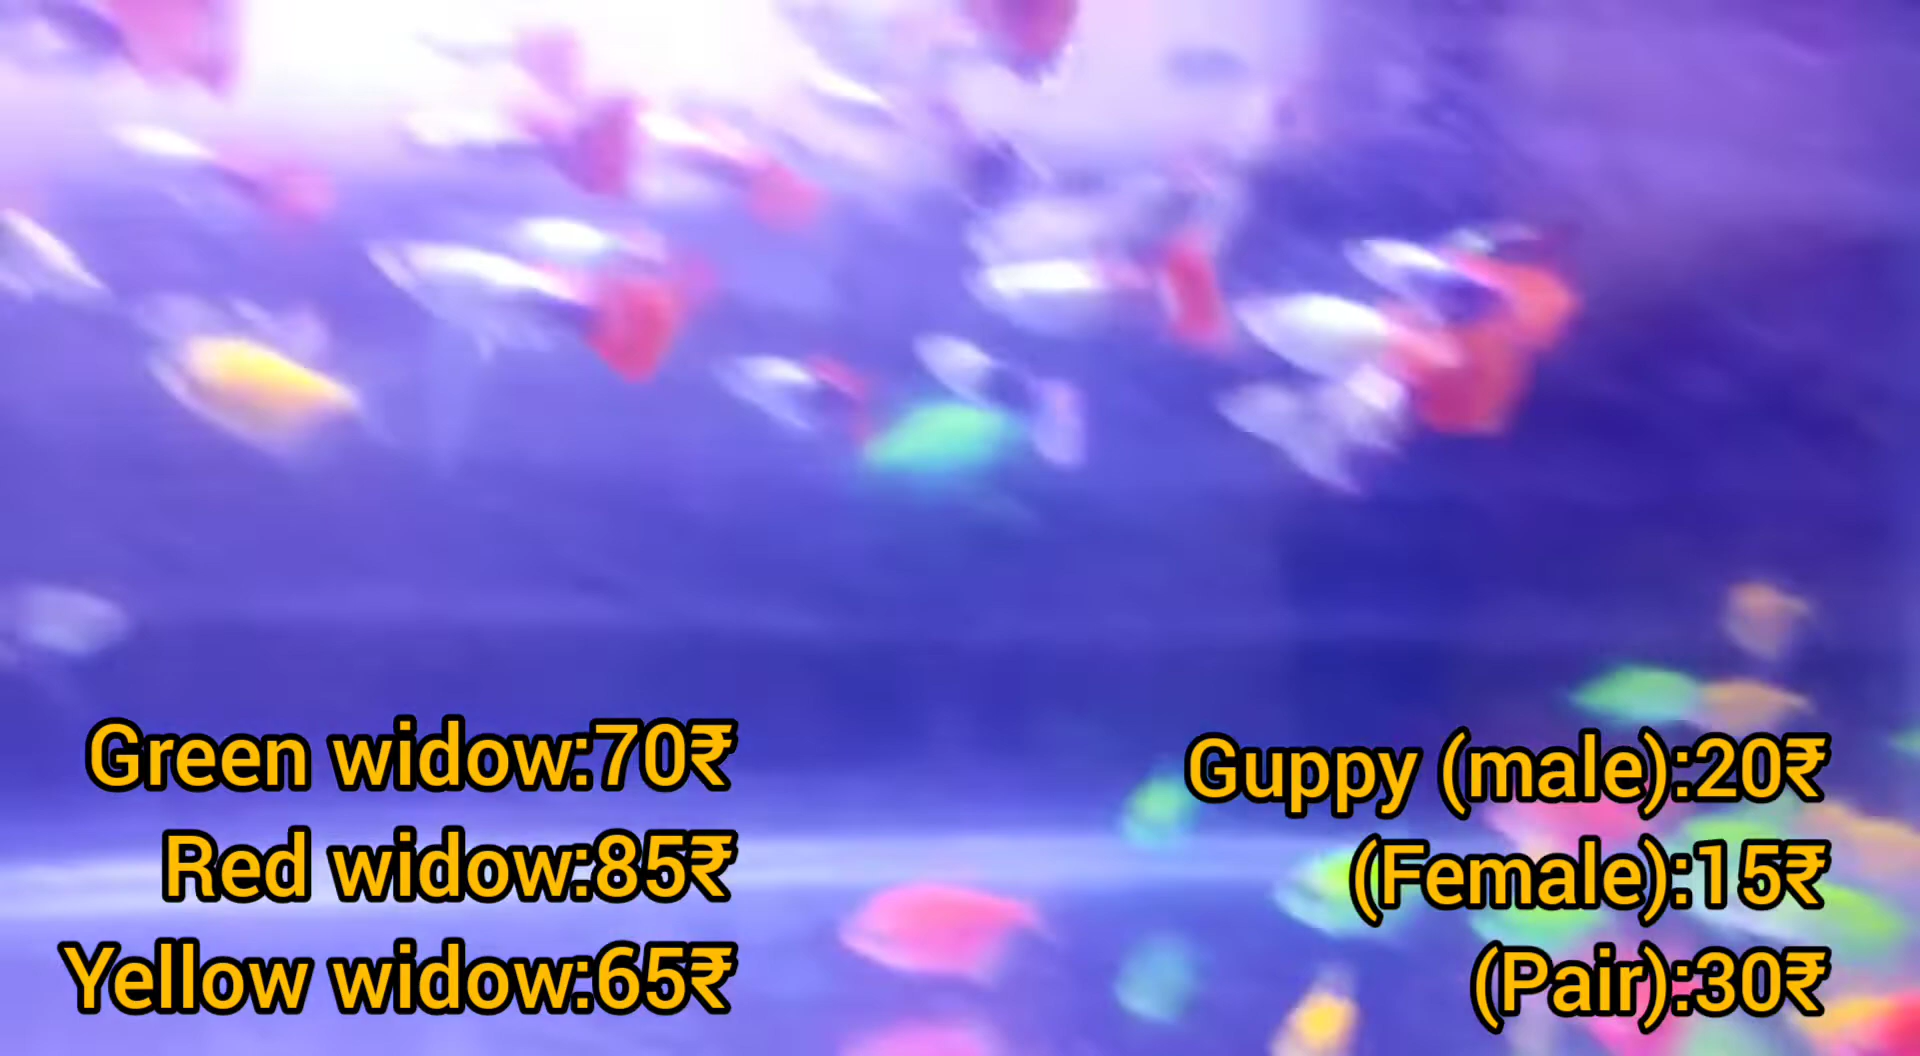 Green widow:70₹
Red widow:85₹
Yellow widow:65₹
Guppy (male):20₹
(Female):15₹
(Pair):30₹